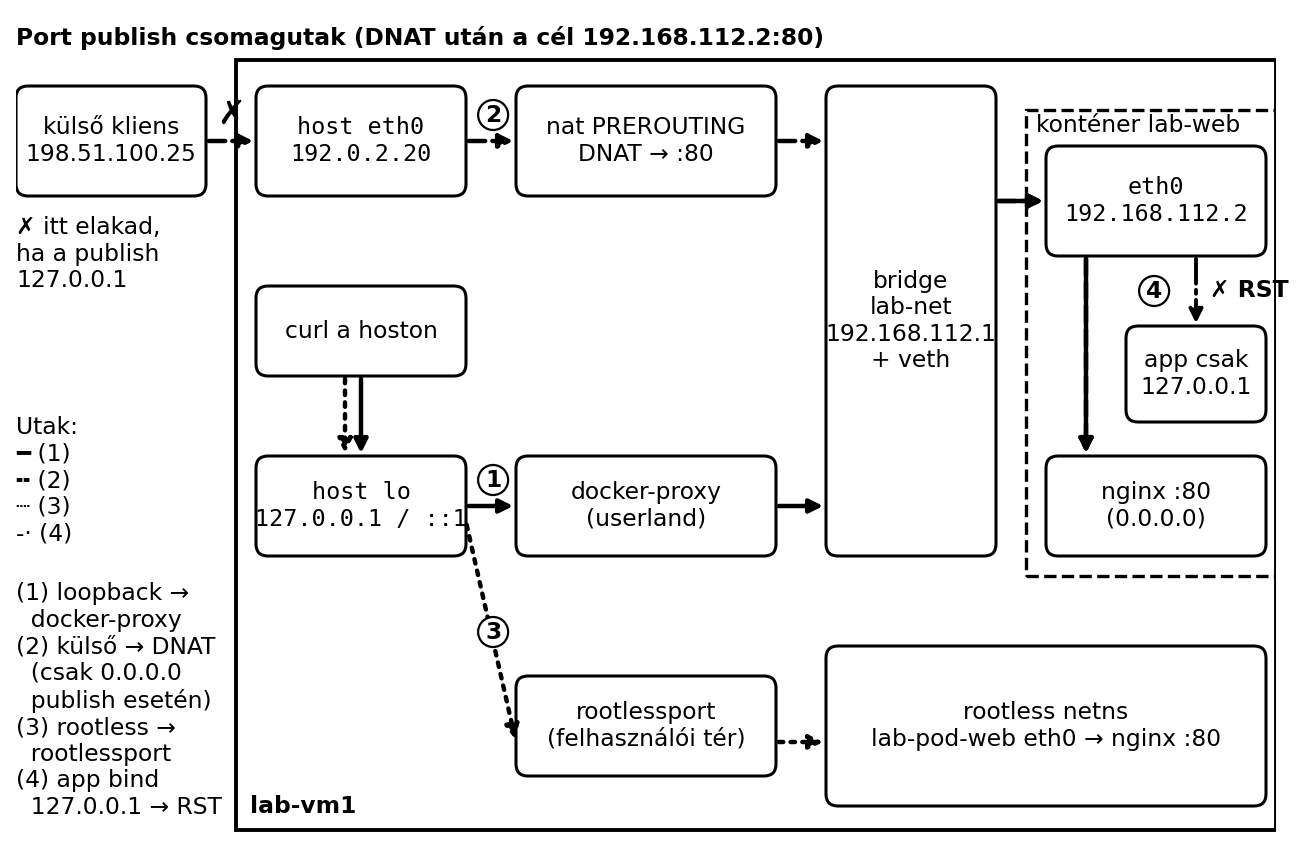 Port publish csomagutak (DNAT után a cél 192.168.112.2:80)
külső kliens
198.51.100.25
✗
host eth0
192.0.2.20
②
nat PREROUTING
DNAT → :80
konténer lab-web
eth0
192.168.112.2
✗ itt elakad,
ha a publish
127.0.0.1
curl a hoston
bridge
lab-net
192.168.112.1
+ veth
④
✗ RST
app csak
127.0.0.1
Utak:
━ (1)
╍ (2)
┈ (3)
-· (4)
host lo
127.0.0.1 / ::1
①
docker-proxy
(userland)
nginx :80
(0.0.0.0)
(1) loopback →
docker-proxy
(2) külső → DNAT
(csak 0.0.0.0
publish esetén)
(3) rootless →
rootlessport
(4) app bind
127.0.0.1 → RST
③
rootlessport
(felhasználói tér)
rootless netns
lab-pod-web eth0 → nginx :80
lab-vm1